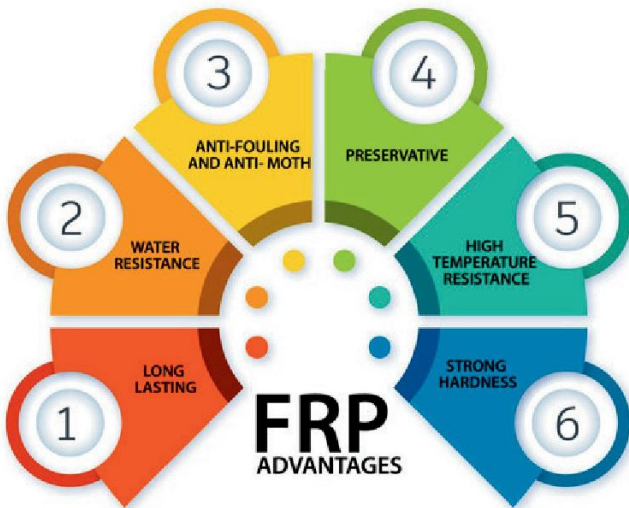 1
LONG
LASTING
2
WATER
RESISTANCE
3
ANTI-FOULING
AND ANTI- MOTH
4
PRESERVATIVE
5
HIGH
TEMPERATURE
RESISTANCE
6
STRONG
HARDNESS
FRP
ADVANTAGES